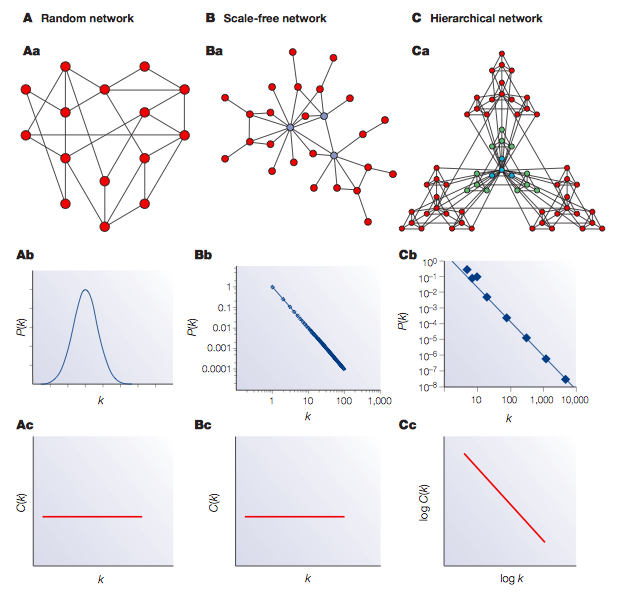 A Random network
B Scale-free network
C Hierarchical network
Aa
Ba
Ca
Ab
Bb
Cb
P(k)
k
P(k)
1
0.1
0.01
0.001
0.0001
1 10 100 1,000
k
P(k)
10⁰
10⁻¹
10⁻²
10⁻³
10⁻⁴
10⁻⁵
10⁻⁶
10⁻⁷
10⁻⁸
10 100 1,000 10,000
k
Ac
Bc
Cc
C(k)
k
C(k)
k
log C(k)
log k